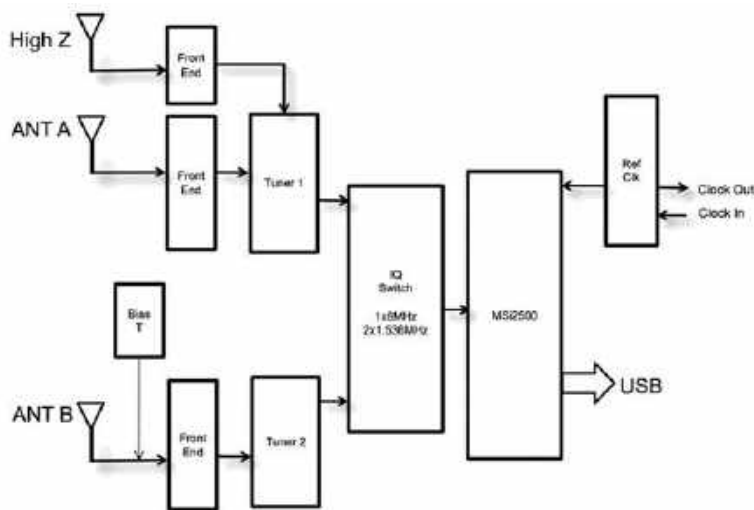 High Z
Front
End
ANT A
Front
End
Tuner 1
Ref
Clk
Clock Out
Clock In
IQ
Switch
1x8MHz
2x1.536MHz
MSi2500
Bias
T
USB
ANT B
Front
End
Tuner 2